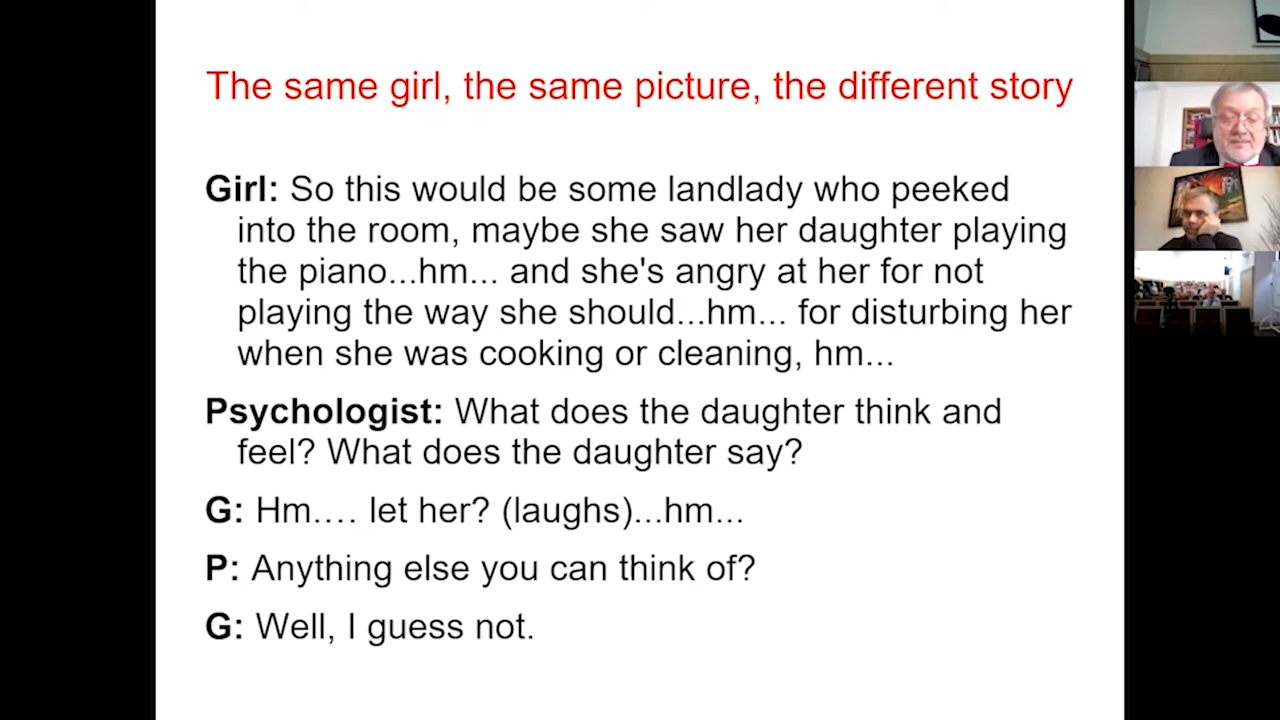 The same girl, the same picture, the different story
Girl: So this would be some landlady who peeked
into the room, maybe she saw her daughter playing
the piano...hm... and she's angry at her for not
playing the way she should...hm... for disturbing her
when she was cooking or cleaning, hm...
Psychologist: What does the daughter think and
feel? What does the daughter say?
G: Hm.... let her? (laughs)...hm...
P: Anything else you can think of?
G: Well, I guess not.